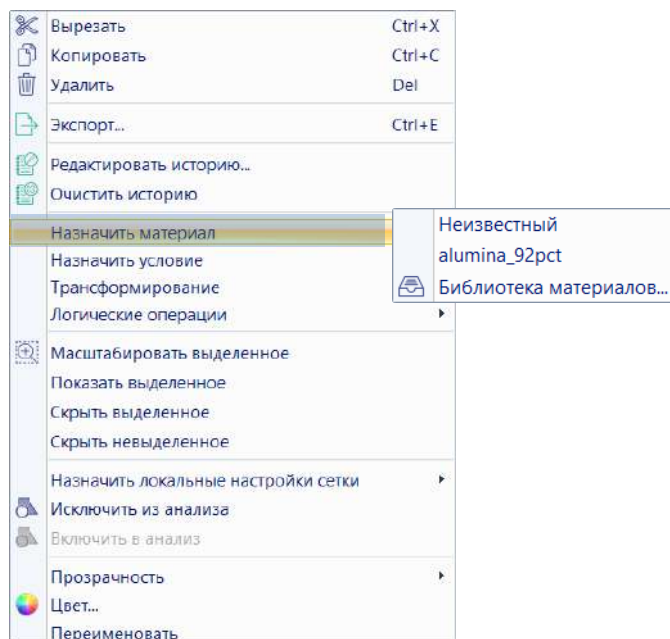 Вырезать Ctrl+X
Копировать Ctrl+C
Удалить Del
Экспорт... Ctrl+E
Редактировать историю...
Очистить историю
Назначить материал
Неизвестный
alumina_92pct
Библиотека материалов...
Назначить условие
Трансформирование
Логические операции
Масштабировать выделенное
Показать выделенное
Скрыть выделенное
Скрыть невыделенное
Назначить локальные настройки сетки
Исключить из анализа
Включить в анализ
Прозрачность
Цвет...
Переименовать